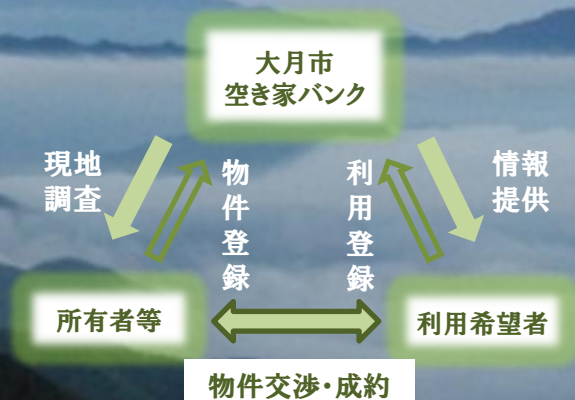 大月市
空き家バンク
現地
調査
物件登録
利用登録
情報
提供
所有者等
利用希望者
物件交渉・成約